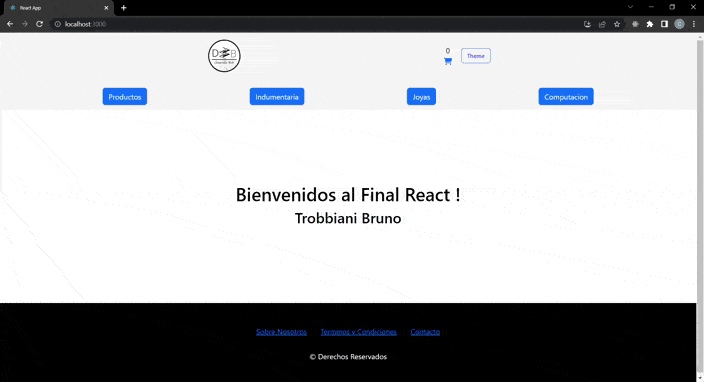 React App
localhost:3000
D B
0
Theme
Productos
Indumentaria
Joyas
Computacion
Bienvenidos al Final React !
Trobbiani Bruno
Sobre Nosotros
Terminos y Condiciones
Contacto
© Derechos Reservados